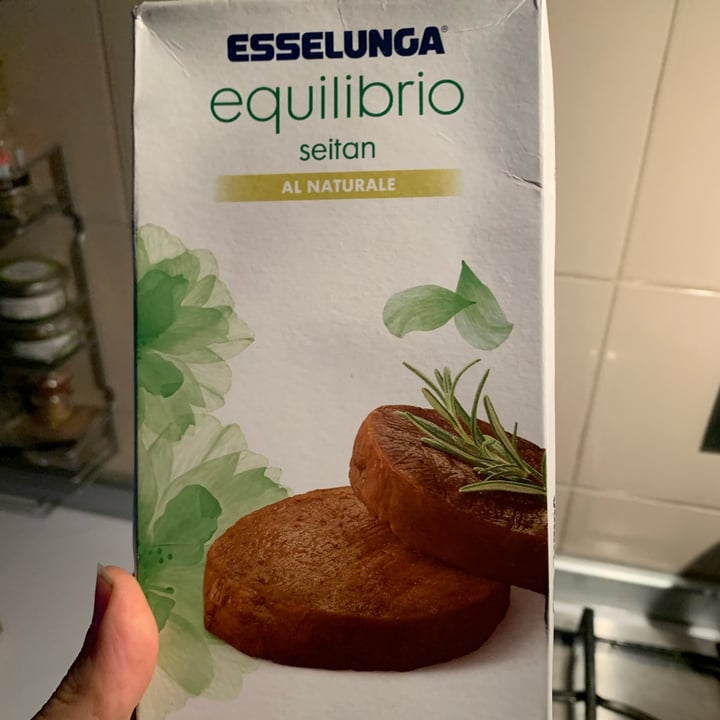 ESSELUNGA®
equilibrio
seitan
AL NATURALE